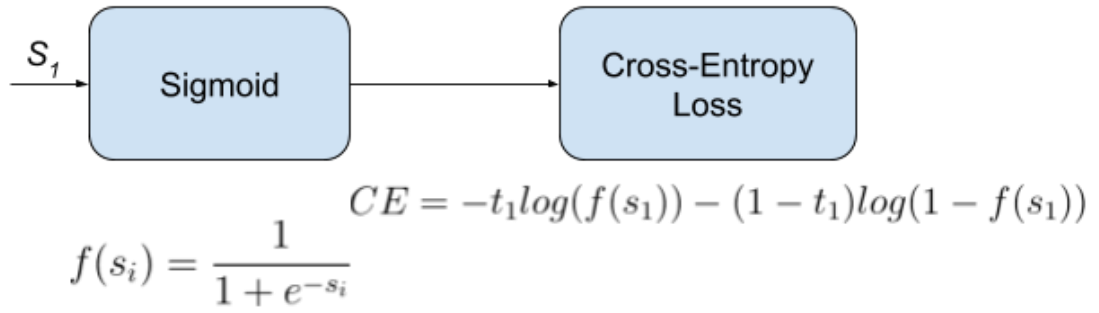 S₁
Sigmoid
Cross-Entropy
Loss
CE = −t₁log(f(s₁)) − (1 − t₁)log(1 − f(s₁))
f(sᵢ) = 1 / (1 + e^{−sᵢ})